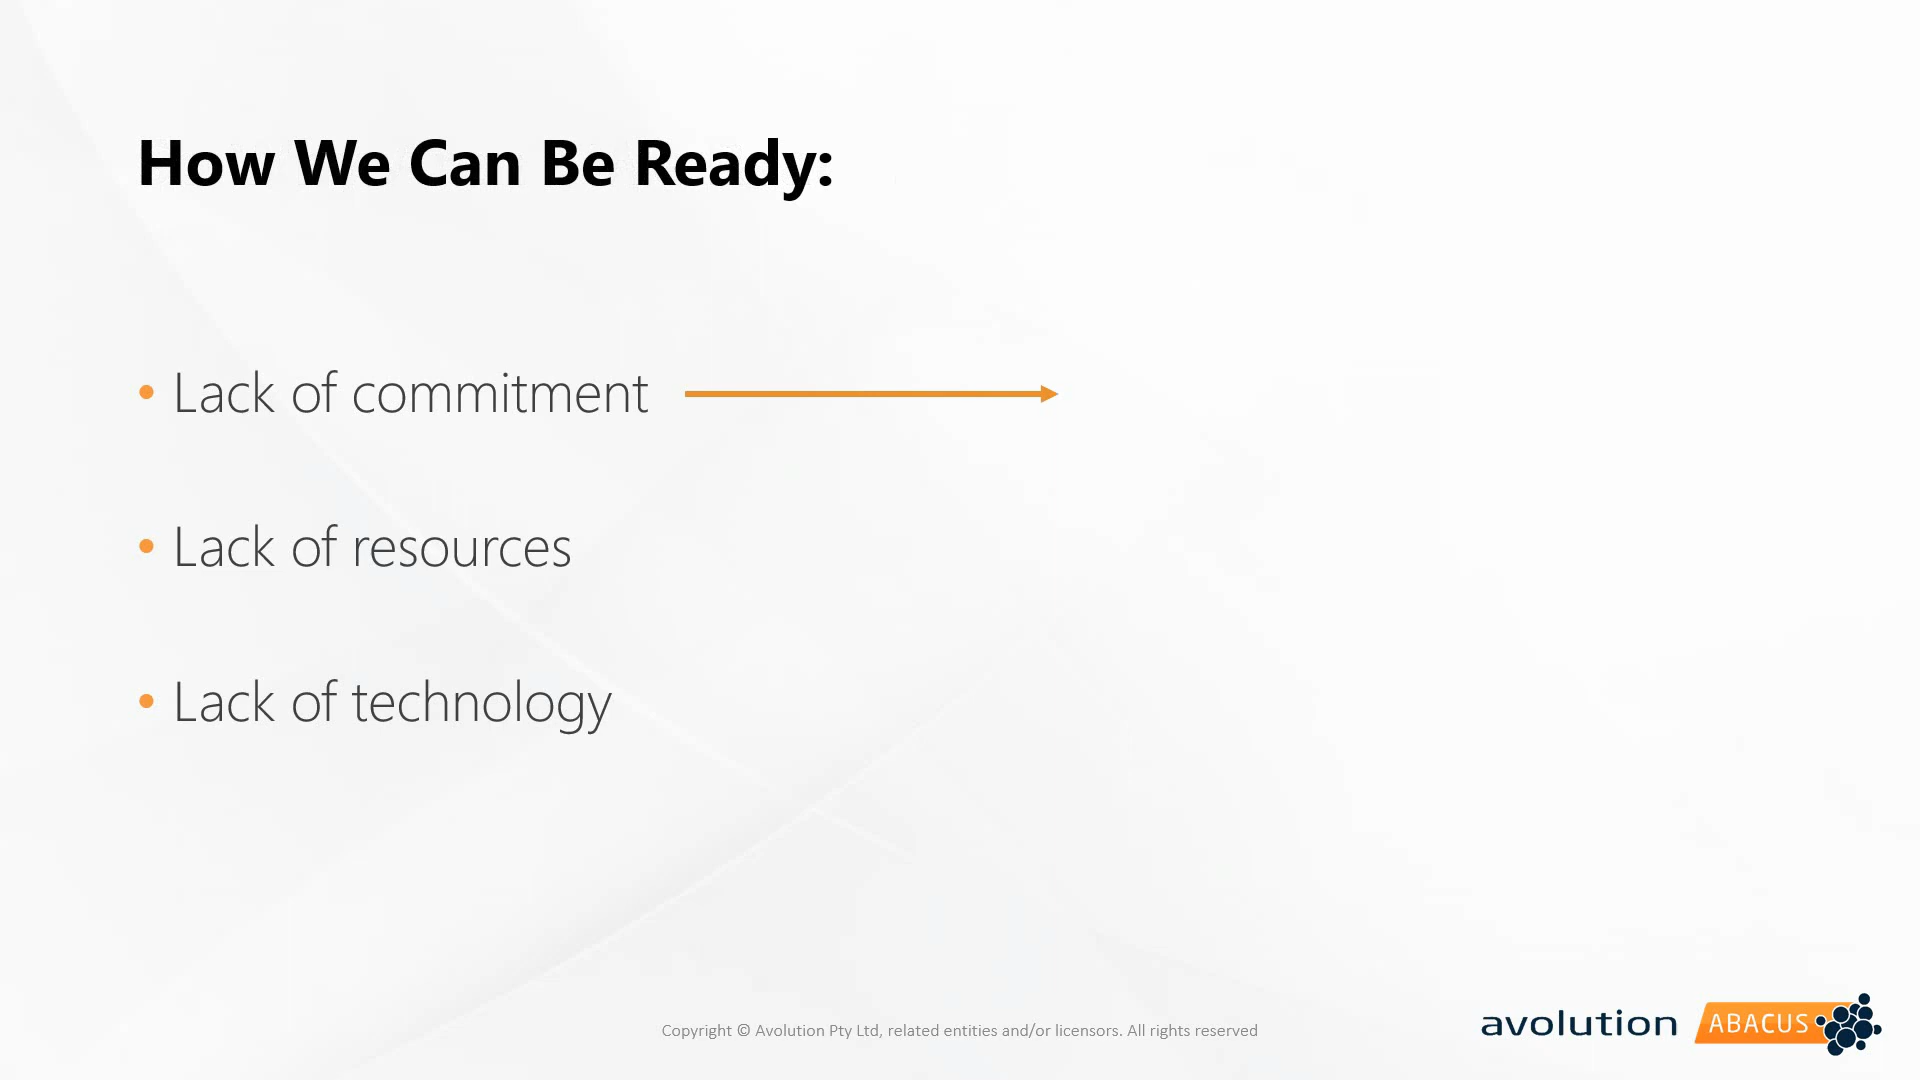 How We Can Be Ready:
• Lack of commitment
• Lack of resources
• Lack of technology
Copyright © Avolution Pty Ltd, related entities and/or licensors. All rights reserved
avolution ABACUS